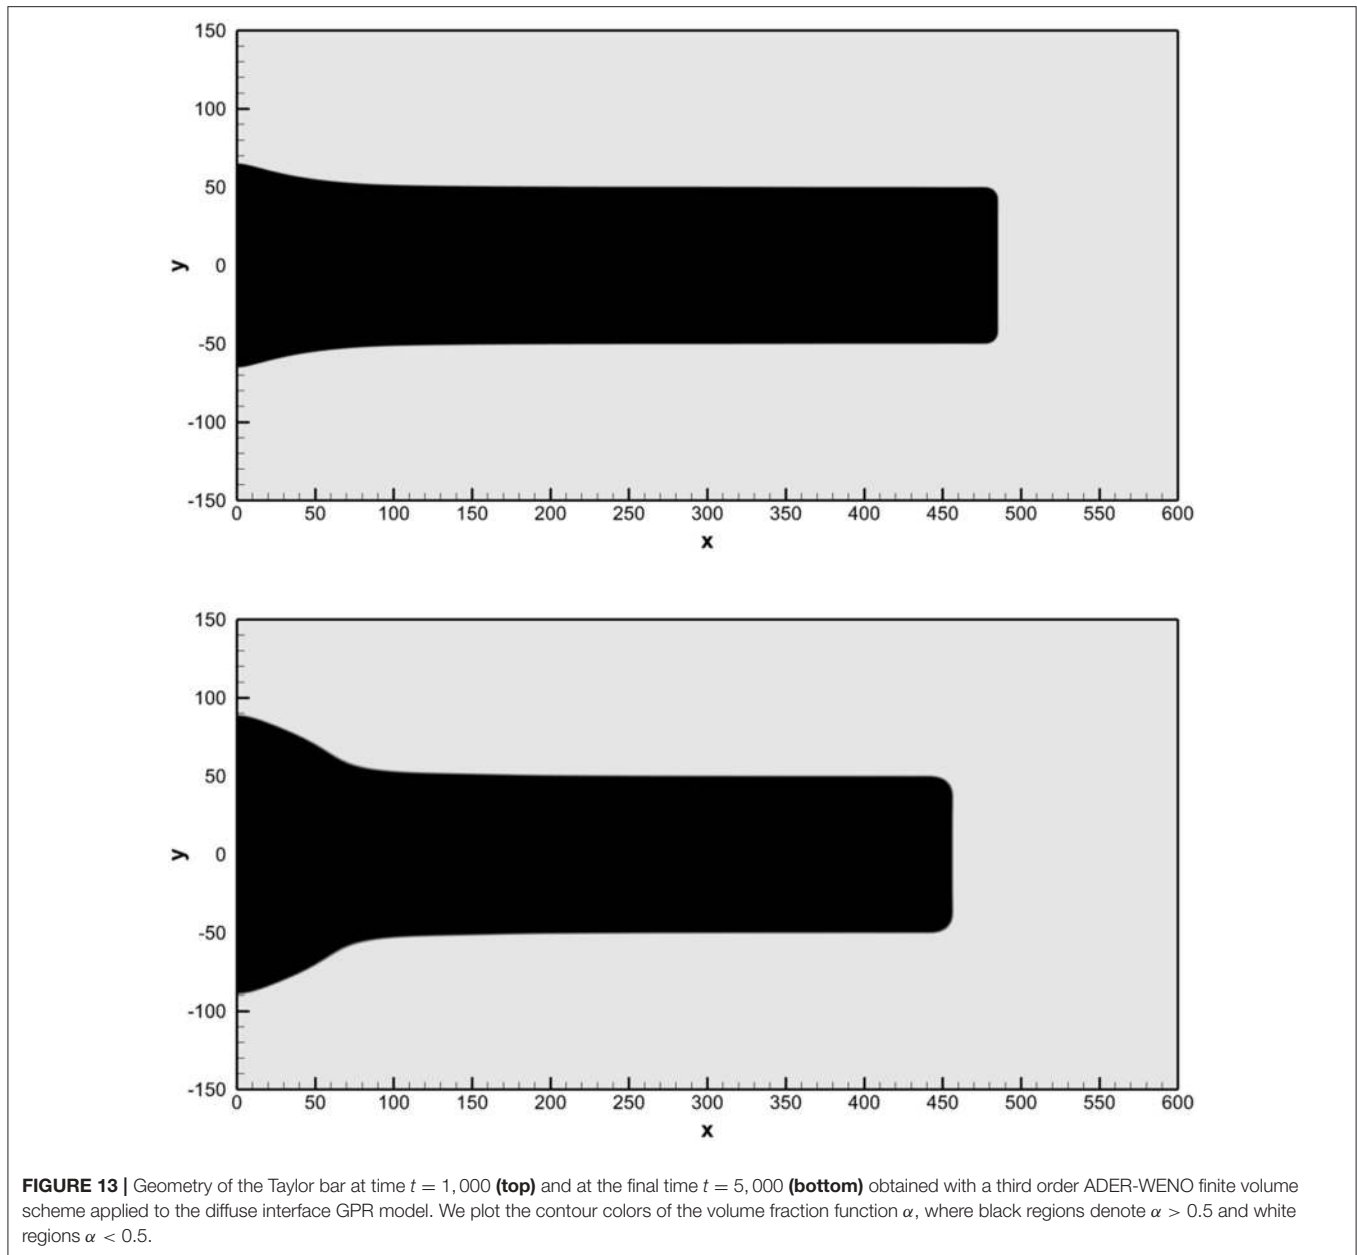 150
100
50
y 0
-50
-100
-150
0 50 100 150 200 250 300 350 400 450 500 550 600
x
150
100
50
y 0
-50
-100
-150
0 50 100 150 200 250 300 350 400 450 500 550 600
x
FIGURE 13 | Geometry of the Taylor bar at time t = 1, 000 (top) and at the final time t = 5, 000 (bottom) obtained with a third order ADER-WENO finite volume
scheme applied to the diffuse interface GPR model. We plot the contour colors of the volume fraction function α, where black regions denote α > 0.5 and white
regions α < 0.5.